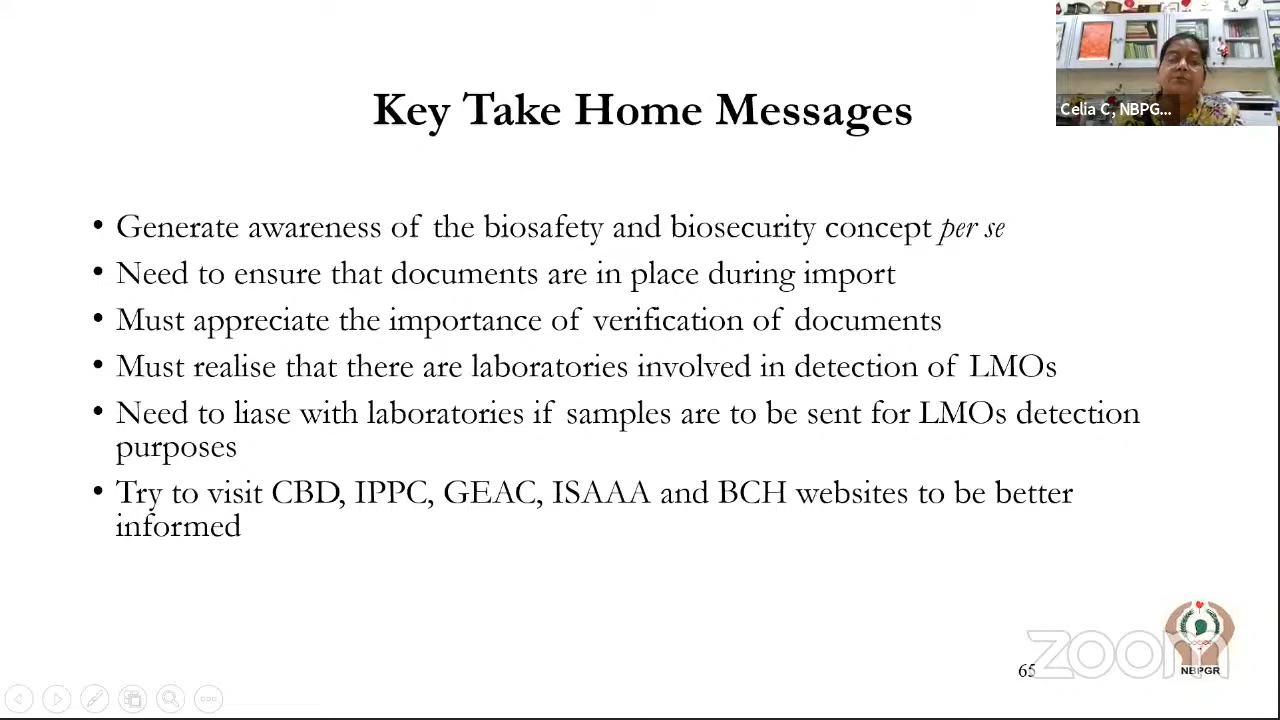 Celia C, NBPG...
Key Take Home Messages
• Generate awareness of the biosafety and biosecurity concept per se
• Need to ensure that documents are in place during import
• Must appreciate the importance of verification of documents
• Must realise that there are laboratories involved in detection of LMOs
• Need to liase with laboratories if samples are to be sent for LMOs detection
purposes
• Try to visit CBD, IPPC, GEAC, ISAAA and BCH websites to be better
informed
65
zoom
NBPGR